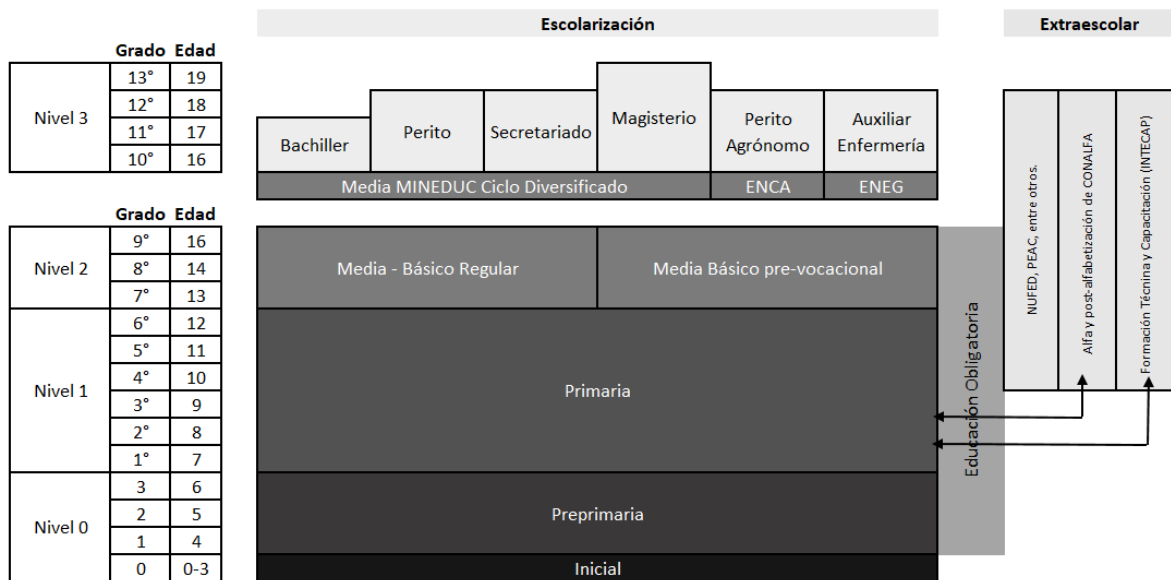 Escolarización
Extraescolar
Grado Edad
Nivel 3
13° 19
12° 18
11° 17
10° 16
Bachiller
Perito
Secretariado
Magisterio
Perito
Agrónomo
Auxiliar
Enfermería
Media MINEDUC Ciclo Diversificado
ENCA
ENEG
Grado Edad
Nivel 2
9° 16
8° 14
7° 13
Media - Básico Regular
Media Básico pre-vocacional
Nivel 1
6° 12
5° 11
4° 10
3° 9
2° 8
1° 7
Primaria
Nivel 0
3 6
2 5
1 4
0 0-3
Preprimaria
Inicial
Educación Obligatoria
NUFED, PEAC, entre otros.
Alfa y post-alfabetización de CONALFA
Formación Técnina y Capacitación (INTECAP)